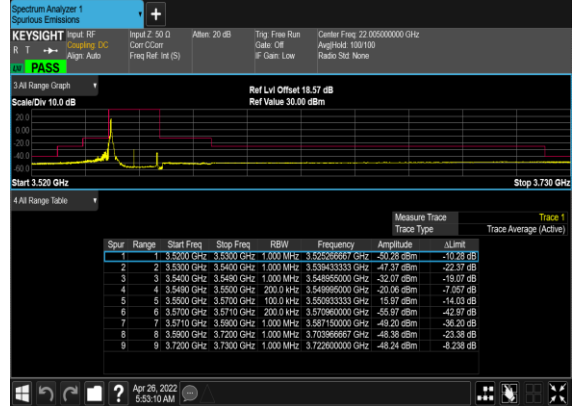 Spectrum Analyzer 1
Spurious Emissions
KEYSIGHT Input: RF Input Z: 50 Ω Atten: 20 dB Trig: Free Run Center Freq: 22.005000000 GHz
R T Coupling: DC Corr CCorr Gate: Off Avg|Hold: 100/100
Align: Auto Freq Ref: Int (S) IF Gain: Low Radio Std: None
PASS
3 All Range Graph
Ref Lvl Offset 18.57 dB
Scale/Div 10.0 dB Ref Value 30.00 dBm
20.0
0.00
-20.0
-40.0
-60.0
Start 3.520 GHz Stop 3.730 GHz
4 All Range Table
Measure Trace Trace 1
Trace Type Trace Average (Active)
Spur Range Start Freq Stop Freq RBW Frequency Amplitude ΔLimit
1 1 3.5200 GHz 3.5300 GHz 1.000 MHz 3.525266667 GHz -50.28 dBm -10.28 dB
2 2 3.5300 GHz 3.5400 GHz 1.000 MHz 3.539433333 GHz -47.37 dBm -22.37 dB
3 3 3.5400 GHz 3.5490 GHz 1.000 MHz 3.548955000 GHz -32.07 dBm -19.07 dB
4 4 3.5490 GHz 3.5500 GHz 200.0 kHz 3.549995000 GHz -20.06 dBm -7.057 dB
5 5 3.5500 GHz 3.5700 GHz 100.0 kHz 3.550933333 GHz 15.97 dBm -14.03 dB
6 6 3.5700 GHz 3.5710 GHz 200.0 kHz 3.570960000 GHz -55.97 dBm -42.97 dB
7 7 3.5710 GHz 3.5900 GHz 1.000 MHz 3.587150000 GHz -49.20 dBm -36.20 dB
8 8 3.5900 GHz 3.7200 GHz 1.000 MHz 3.703966667 GHz -48.38 dBm -23.38 dB
9 9 3.7200 GHz 3.7300 GHz 1.000 MHz 3.722600000 GHz -48.24 dBm -8.238 dB
Apr 26, 2022
5:53:10 AM